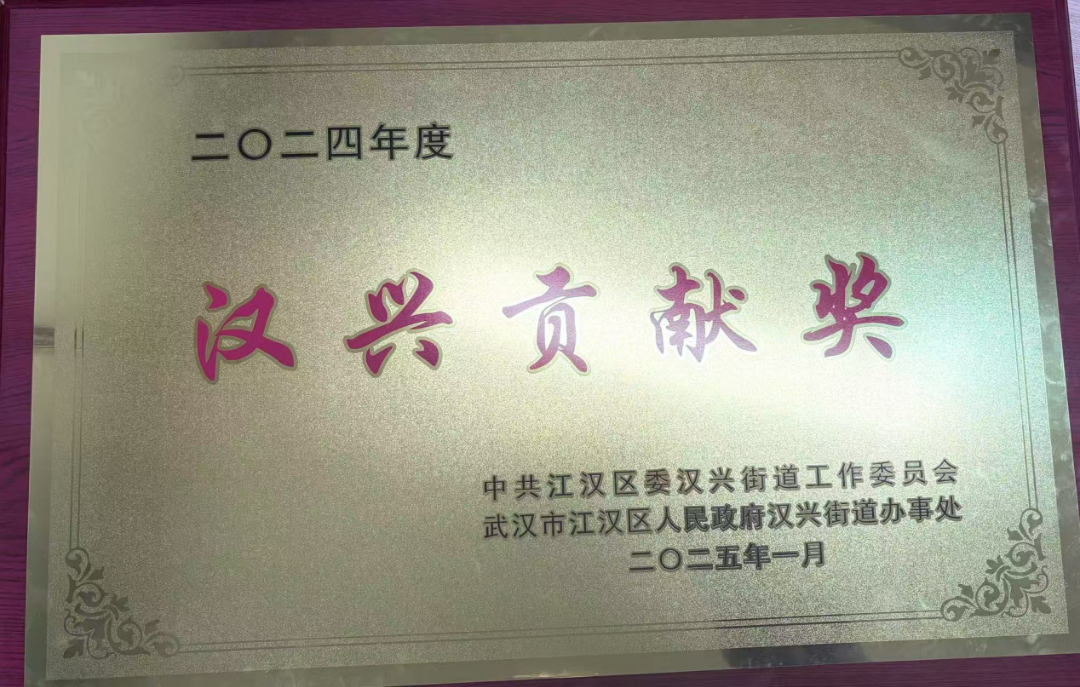 二〇二四年度
汉兴贡献奖
中共江汉区委汉兴街道工作委员会
武汉市江汉区人民政府汉兴街道办事处
二〇二五年一月